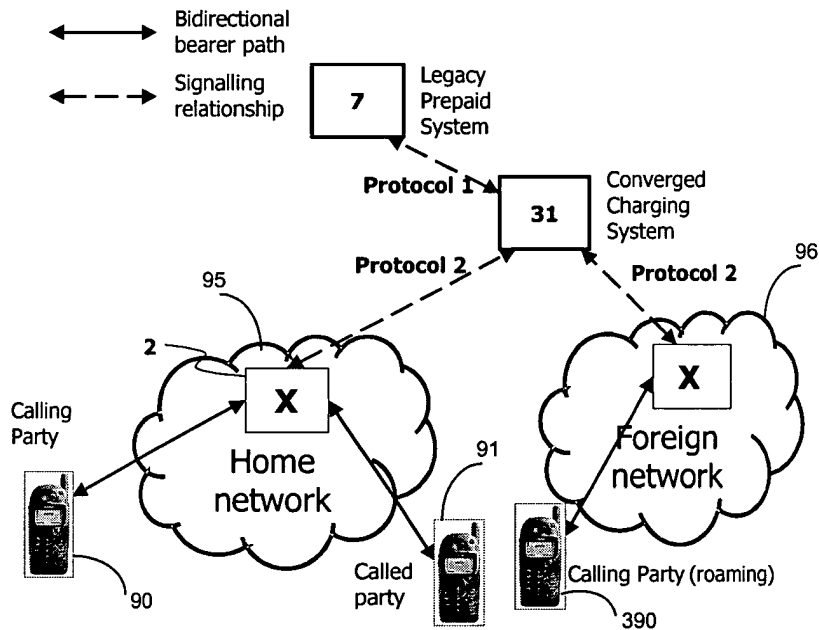 Bidirectional
bearer path
Signalling
relationship
7
Legacy
Prepaid
System
Protocol 1
31
Converged
Charging
System
Protocol 2
Protocol 2
96
95
2
X
X
Calling
Party
Home
network
Foreign
network
91
Called
party
Calling Party (roaming)
90
390